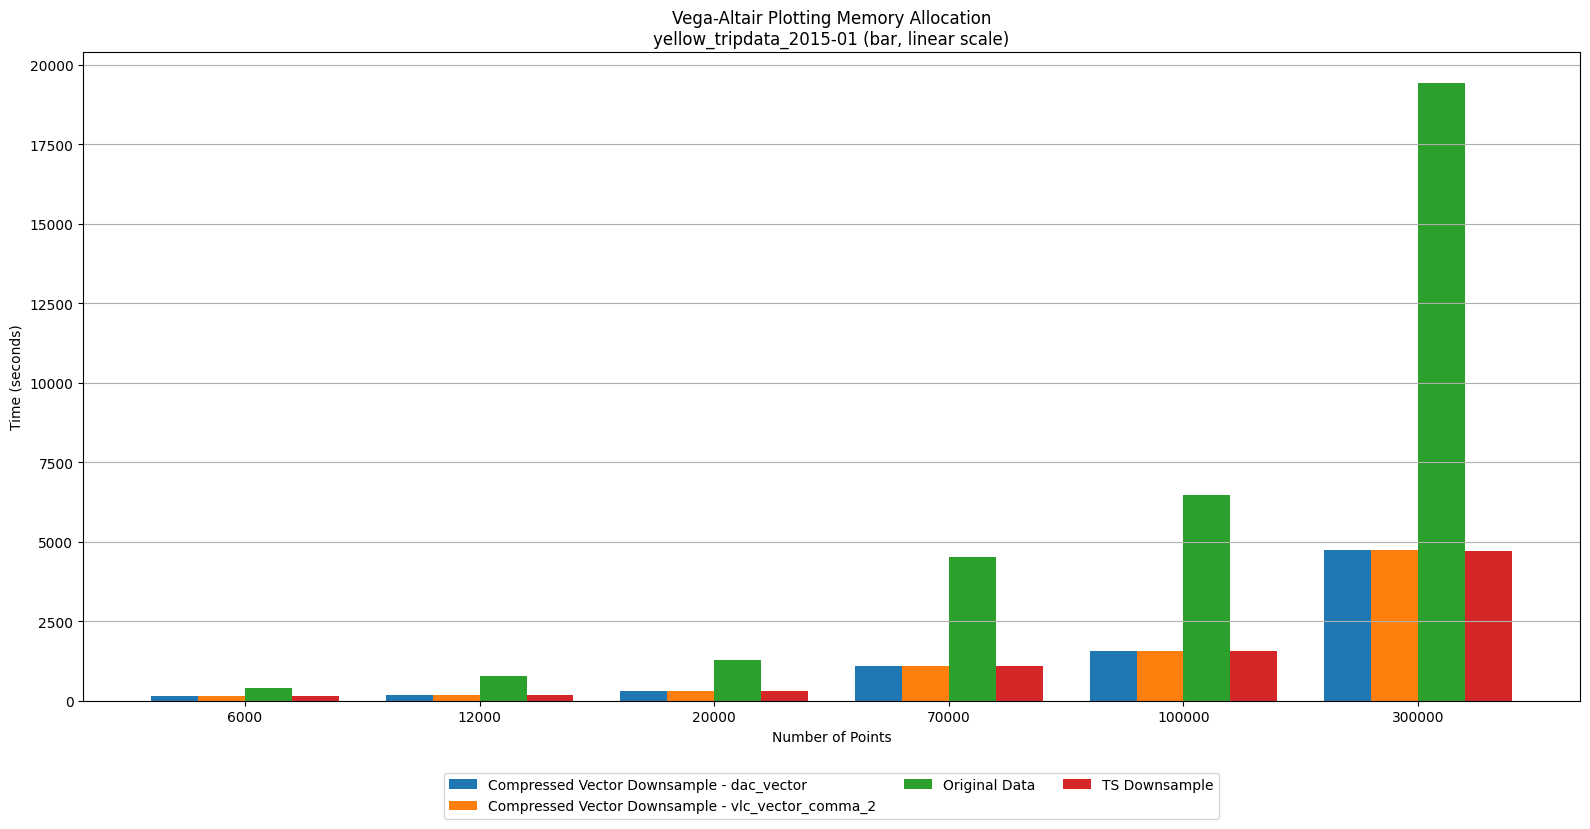 Vega-Altair Plotting Memory Allocation
yellow_tripdata_2015-01 (bar, linear scale)
20000
17500
15000
12500
10000
7500
5000
2500
0
Time (seconds)
6000 12000 20000 70000 100000 300000
Number of Points
Compressed Vector Downsample - dac_vector Original Data TS Downsample
Compressed Vector Downsample - vlc_vector_comma_2